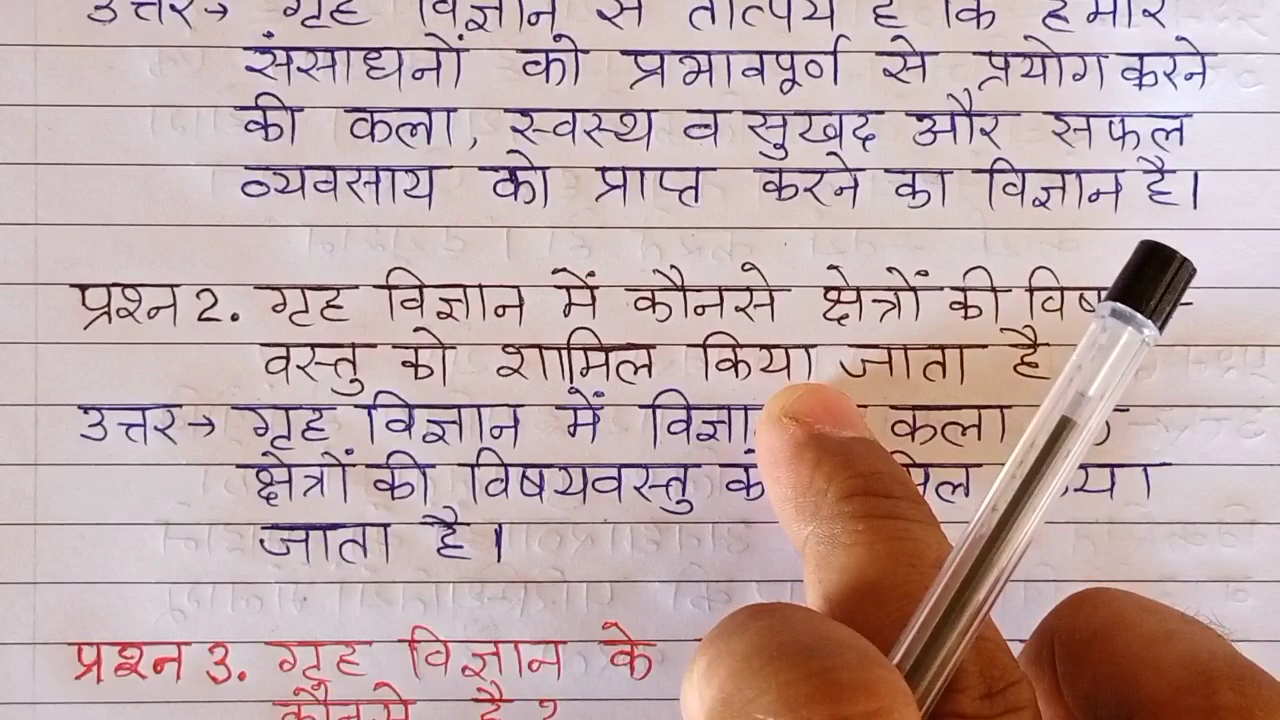 उत्तर→ गृह विज्ञान से तात्पर्य है कि हमारे
संसाधनों को प्रभावपूर्ण से प्रयोग करने
की कला, स्वस्थ व सुखद और सफल
व्यवसाय को प्राप्त करने का विज्ञान है।
प्रश्न 2. गृह विज्ञान में कौनसे क्षेत्रों की
वस्तु को शामिल किया जाता है
उत्तर→ गृह विज्ञान में कला
क्षेत्रों की विषयवस्तु
जाता है।
प्रश्न 3. गृह विज्ञान के
कौनसे है?